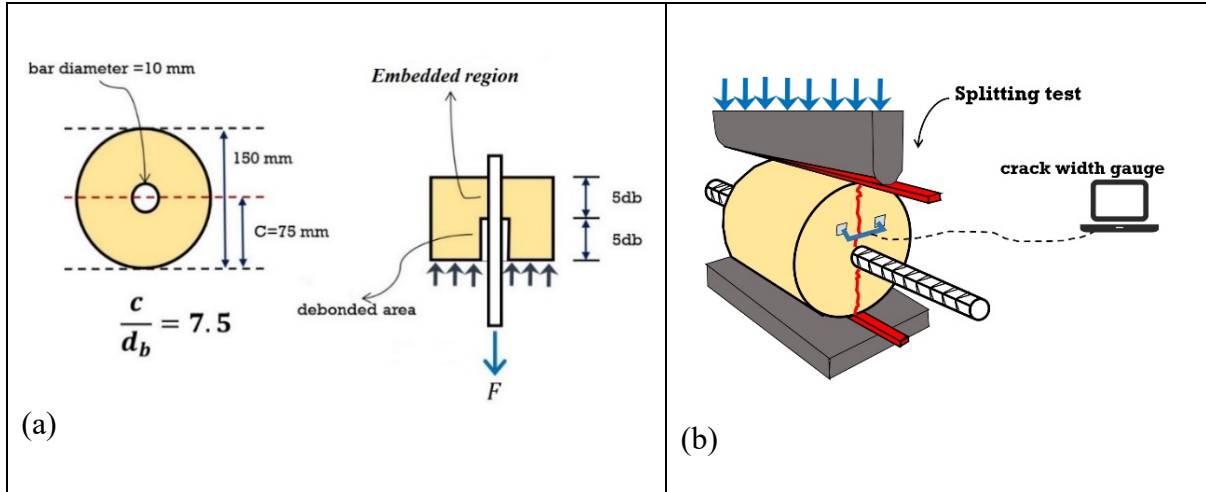 bar diameter =10 mm
150 mm
C=75 mm
c
d_b
= 7.5
Embedded region
5db
5db
debonded area
F
(a)
Splitting test
crack width gauge
(b)